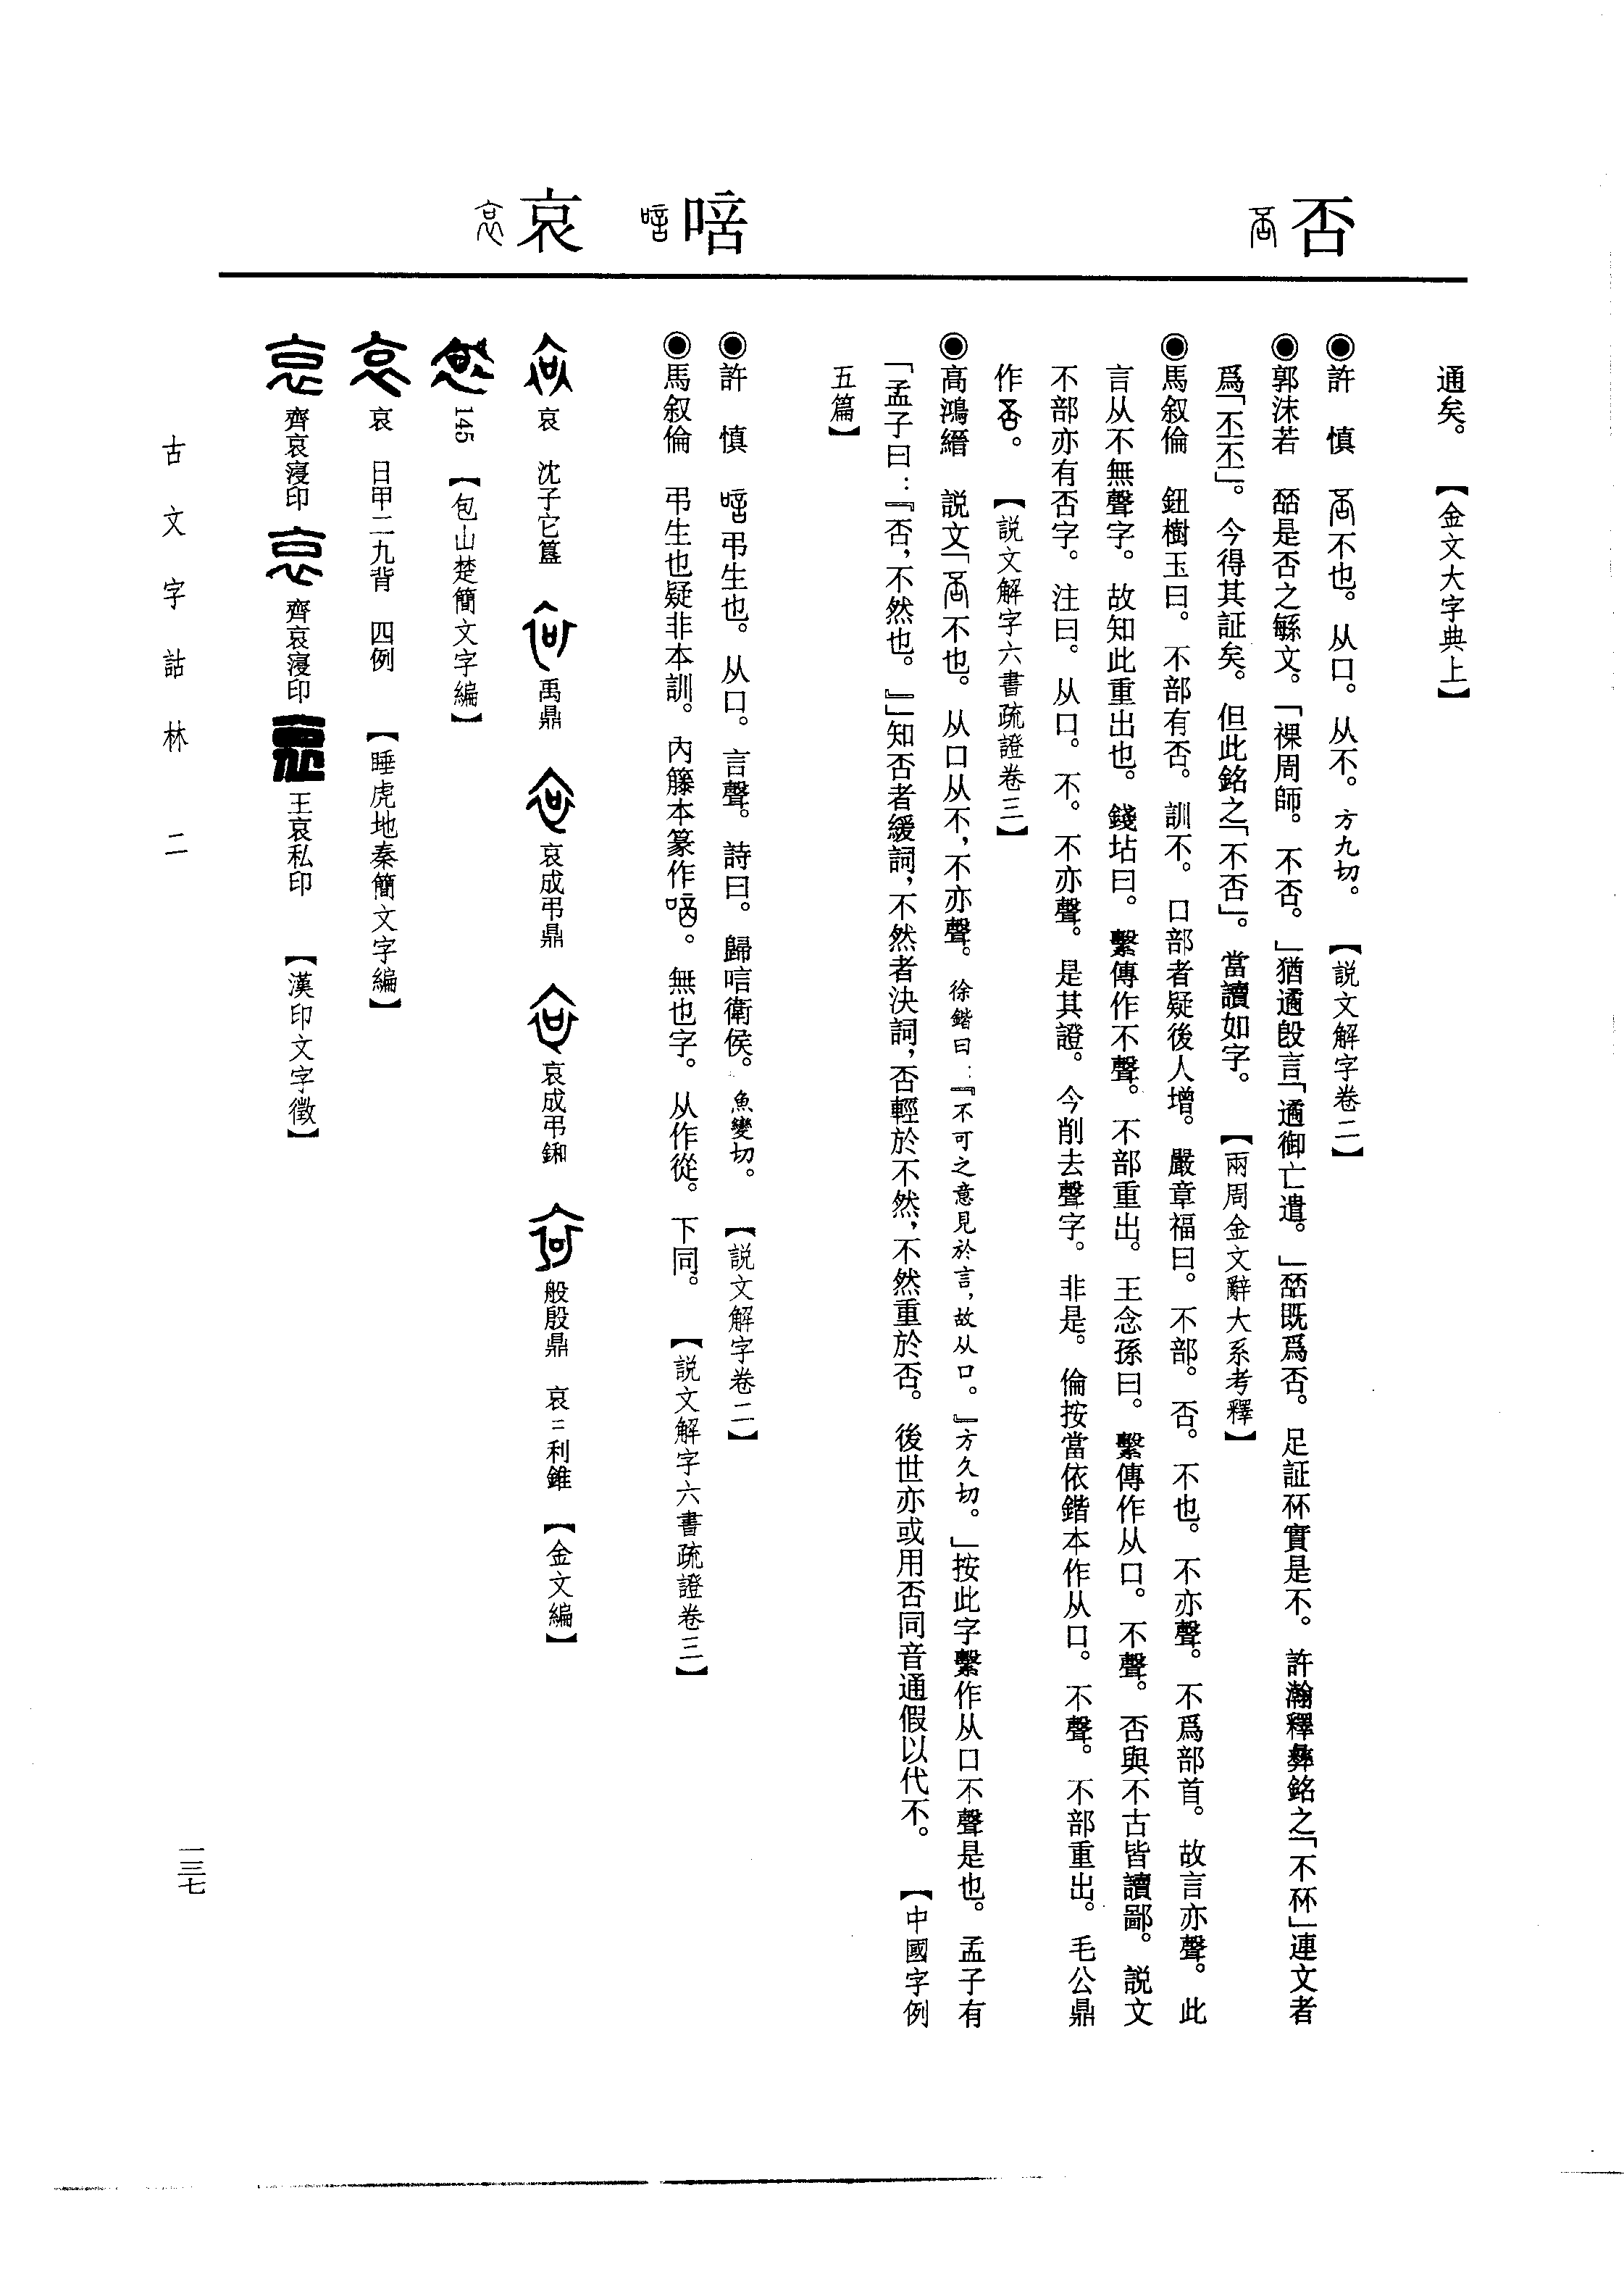 否
唁
哀
通矣。 【金文大字典上】
◉許　慎　不也。从口。从不。方九切。 【説文解字卷二】
◉郭沫若　是否之緐文。「祼周師。不否。」猶遹𣪘言「遹御亡遣。」既爲否。足証㔻實是不。許瀚釋彝銘之「不㔻」連文者
爲「不丕」。今得其証矣。但此銘之「不否」。當讀如字。 【兩周金文辭大系考釋】
◉馬叙倫　鈕樹玉曰。不部有否。訓不。口部者疑後人增。嚴章福曰。不部。否。不也。不亦聲。不爲部首。故言亦聲。此
言从不無聲字。故知此重出也。錢坫曰。繫傳作不聲。不部重出。王念孫曰。繫傳作从口。不聲。否與不古皆讀鄙。説文
不部亦有否字。注曰。从口。不。不亦聲。是其證。今削去聲字。非是。倫按當依鍇本作从口。不聲。不部重出。毛公鼎
作。 【説文解字六書疏證卷三】
◉高鴻縉　説文「不也。从口从不，不亦聲。徐鍇曰：『不可之意見於言，故从口。』方久切。」按此字繫作从口不聲是也。孟子有
「孟子曰：『否，不然也。』」知否者緩詞，不然者決詞，否輕於不然，不然重於否。後世亦或用否同音通假以代不。 【中國字例
五篇】
◉許　慎　弔生也。从口。言聲。詩曰。歸唁衛侯。魚變切。 【説文解字卷二】
◉馬叙倫　弔生也疑非本訓。內籐本篆作。無也字。从作從。下同。 【説文解字六書疏證卷三】
哀　沈子它簋　禹鼎　哀成弔鼎　哀成弔鉌　般殷鼎　哀＝利錐 【金文編】
145 【包山楚簡文字編】
哀　日甲二九背　四例 【睡虎地秦簡文字編】
齊哀寑印　齊哀寑印　王哀私印 【漢印文字徵】
古文字詁林　二
一三七